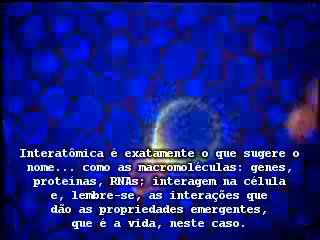 Interatômica é exatamente o que sugere o
nome... como as macromoléculas: genes,
proteínas, RNAs; interagem na célula
e, lembre-se, as interações que
dão as propriedades emergentes,
que é a vida, neste caso.